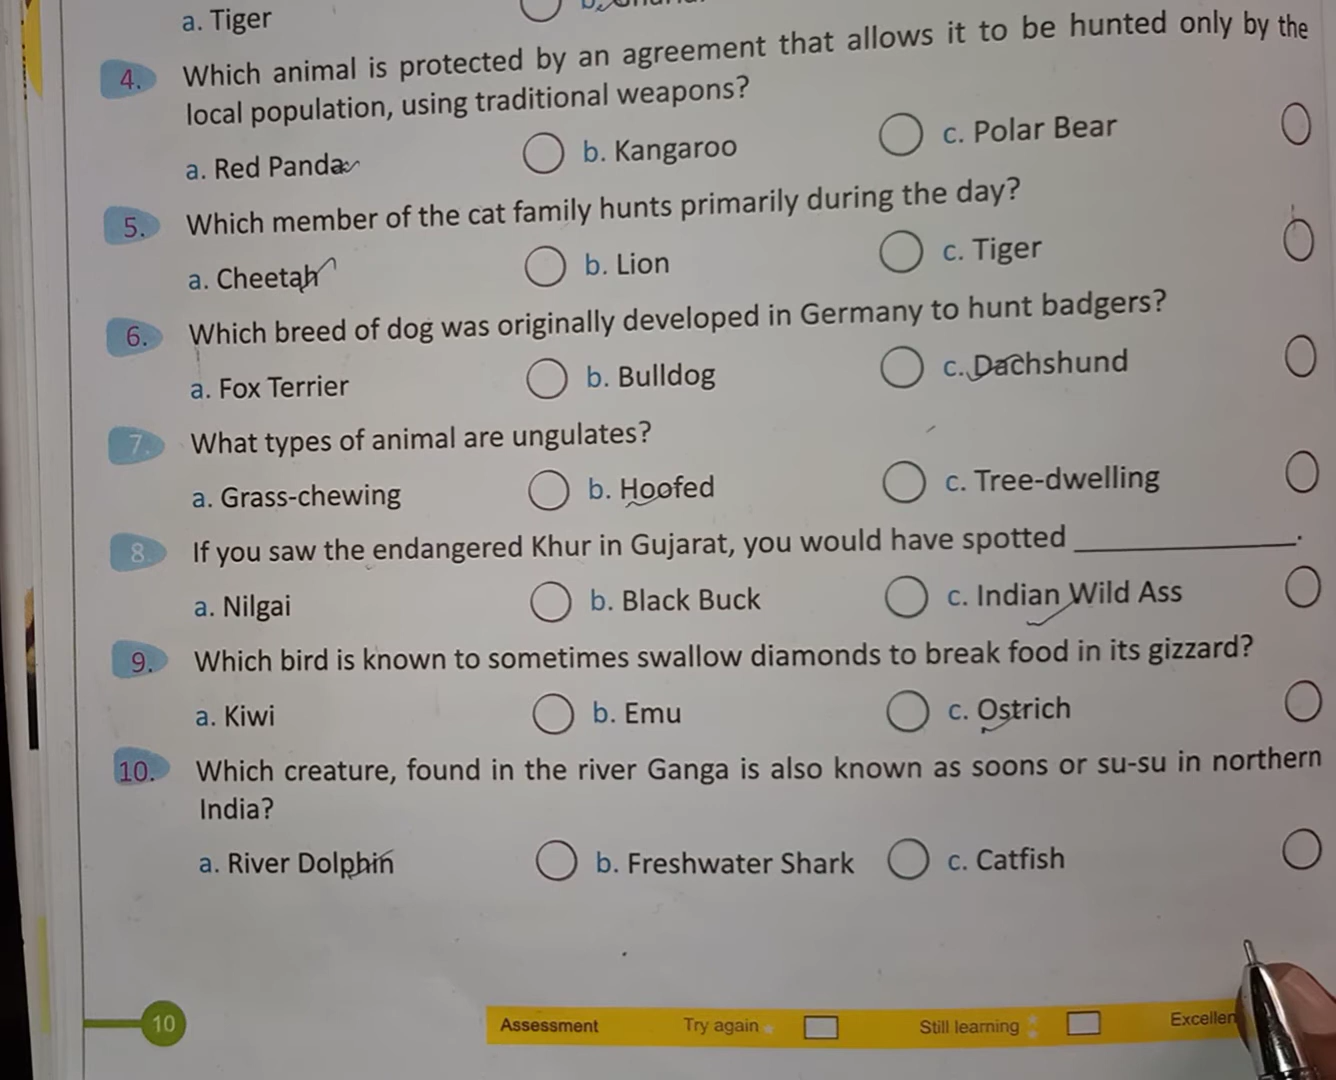 a. Tiger
4. Which animal is protected by an agreement that allows it to be hunted only by the
local population, using traditional weapons?
a. Red Panda b. Kangaroo c. Polar Bear
5. Which member of the cat family hunts primarily during the day?
a. Cheetah b. Lion c. Tiger
6. Which breed of dog was originally developed in Germany to hunt badgers?
a. Fox Terrier b. Bulldog c. Dachshund
7. What types of animal are ungulates?
a. Grass-chewing b. Hoofed c. Tree-dwelling
8. If you saw the endangered Khur in Gujarat, you would have spotted ____________.
a. Nilgai b. Black Buck c. Indian Wild Ass
9. Which bird is known to sometimes swallow diamonds to break food in its gizzard?
a. Kiwi b. Emu c. Ostrich
10. Which creature, found in the river Ganga is also known as soons or su-su in northern
India?
a. River Dolphin b. Freshwater Shark c. Catfish
10 Assessment Try again Still learning Excellen